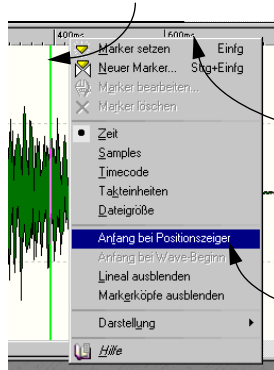 400ms
600ms
Marker setzen Einfg
Neuer Marker... Strg+Einfg
Marker bearbeiten...
Marker löschen
Zeit
Samples
Timecode
Takteinheiten
Dateigröße
Anfang bei Positionszeiger
Anfang bei Wave-Beginn
Lineal ausblenden
Markerköpfe ausblenden
Darstellung
Hilfe